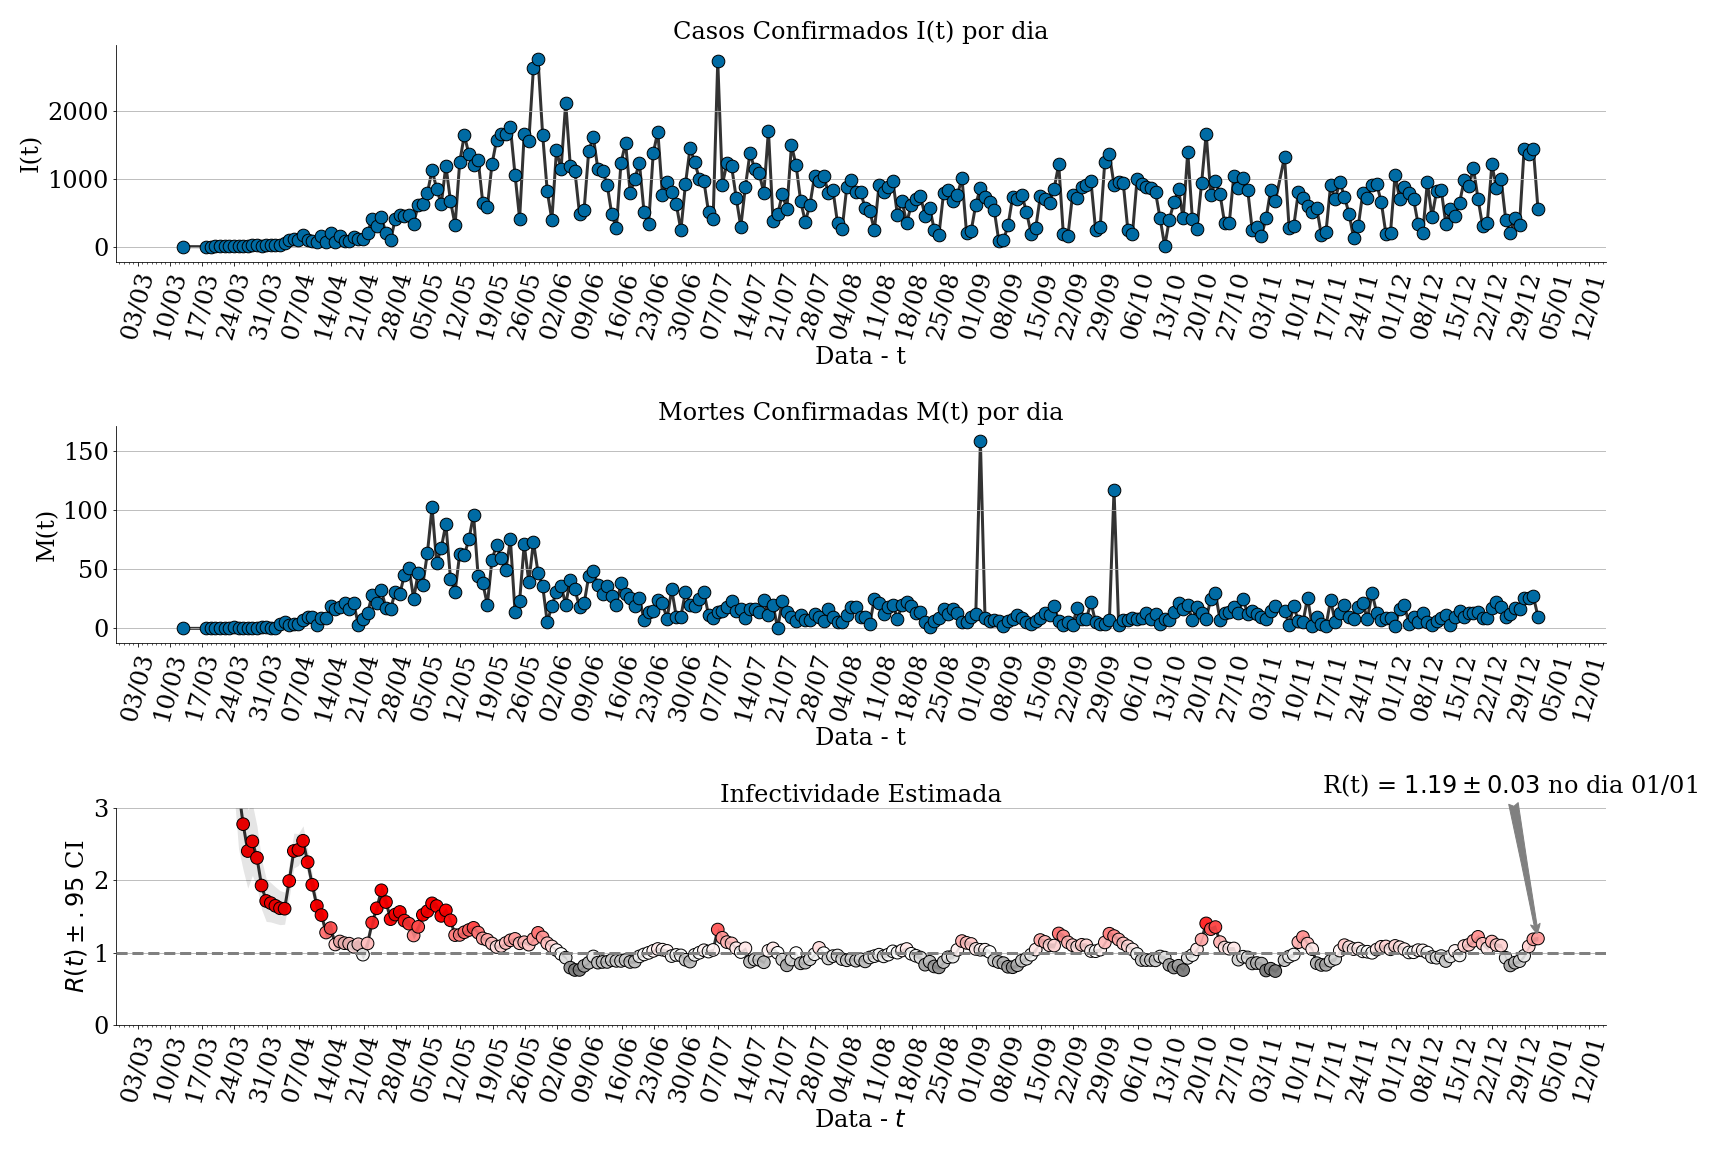 Casos Confirmados I(t) por dia
I(t)
2000
1000
0
03/03 10/03 17/03 24/03 31/03 07/04 14/04 21/04 28/04 05/05 12/05 19/05 26/05 02/06 09/06 16/06 23/06 30/06 07/07 14/07 21/07 28/07 04/08 11/08 18/08 25/08 01/09 08/09 15/09 22/09 29/09 06/10 13/10 20/10 27/10 03/11 10/11 17/11 24/11 01/12 08/12 15/12 22/12 29/12 05/01 12/01
Data - t
Mortes Confirmadas M(t) por dia
M(t)
150
100
50
0
03/03 10/03 17/03 24/03 31/03 07/04 14/04 21/04 28/04 05/05 12/05 19/05 26/05 02/06 09/06 16/06 23/06 30/06 07/07 14/07 21/07 28/07 04/08 11/08 18/08 25/08 01/09 08/09 15/09 22/09 29/09 06/10 13/10 20/10 27/10 03/11 10/11 17/11 24/11 01/12 08/12 15/12 22/12 29/12 05/01 12/01
Data - t
R(t) = 1.19 ± 0.03 no dia 01/01
Infectividade Estimada
R(t) ± .95 CI
3
2
1
0
03/03 10/03 17/03 24/03 31/03 07/04 14/04 21/04 28/04 05/05 12/05 19/05 26/05 02/06 09/06 16/06 23/06 30/06 07/07 14/07 21/07 28/07 04/08 11/08 18/08 25/08 01/09 08/09 15/09 22/09 29/09 06/10 13/10 20/10 27/10 03/11 10/11 17/11 24/11 01/12 08/12 15/12 22/12 29/12 05/01 12/01
Data - t